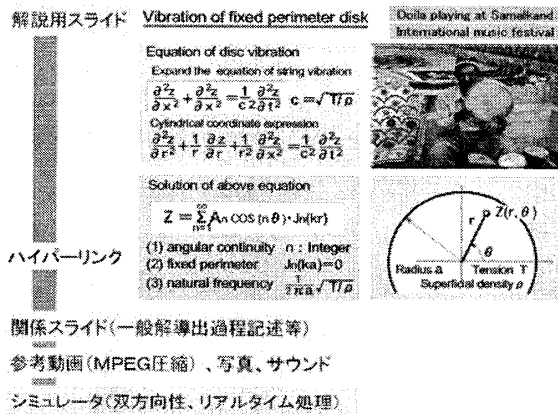 解説用スライド
Vibration of fixed perimeter disk
Doila playing at Samalkand
International music festival
Equation of disc vibration
Expand the equation of string vibration
∂²z/∂x² + ∂²z/∂x² = 1/c² ∂²z/∂t² c=√T/ρ
Cylindrical coordinate expression
∂²z/∂r² + 1/r ∂z/∂r + 1/r² ∂²z/∂x² = 1/c² ∂²z/∂t²
Solution of above equation
Z = Σ An COS (n θ)・Jn(kr)
n=1
(1) angular continuity n : Integer
(2) fixed perimeter Jn(ka)=0
(3) natural frequency √T/ρ
r
Z(r, θ)
θ
Radius a
Tension T
Superficial density ρ
ハイパーリンク
関係スライド(一般解導出過程記述等)
参考動画(MPEG圧縮)、写真、サウンド
シミュレータ(双方向性、リアルタイム処理)